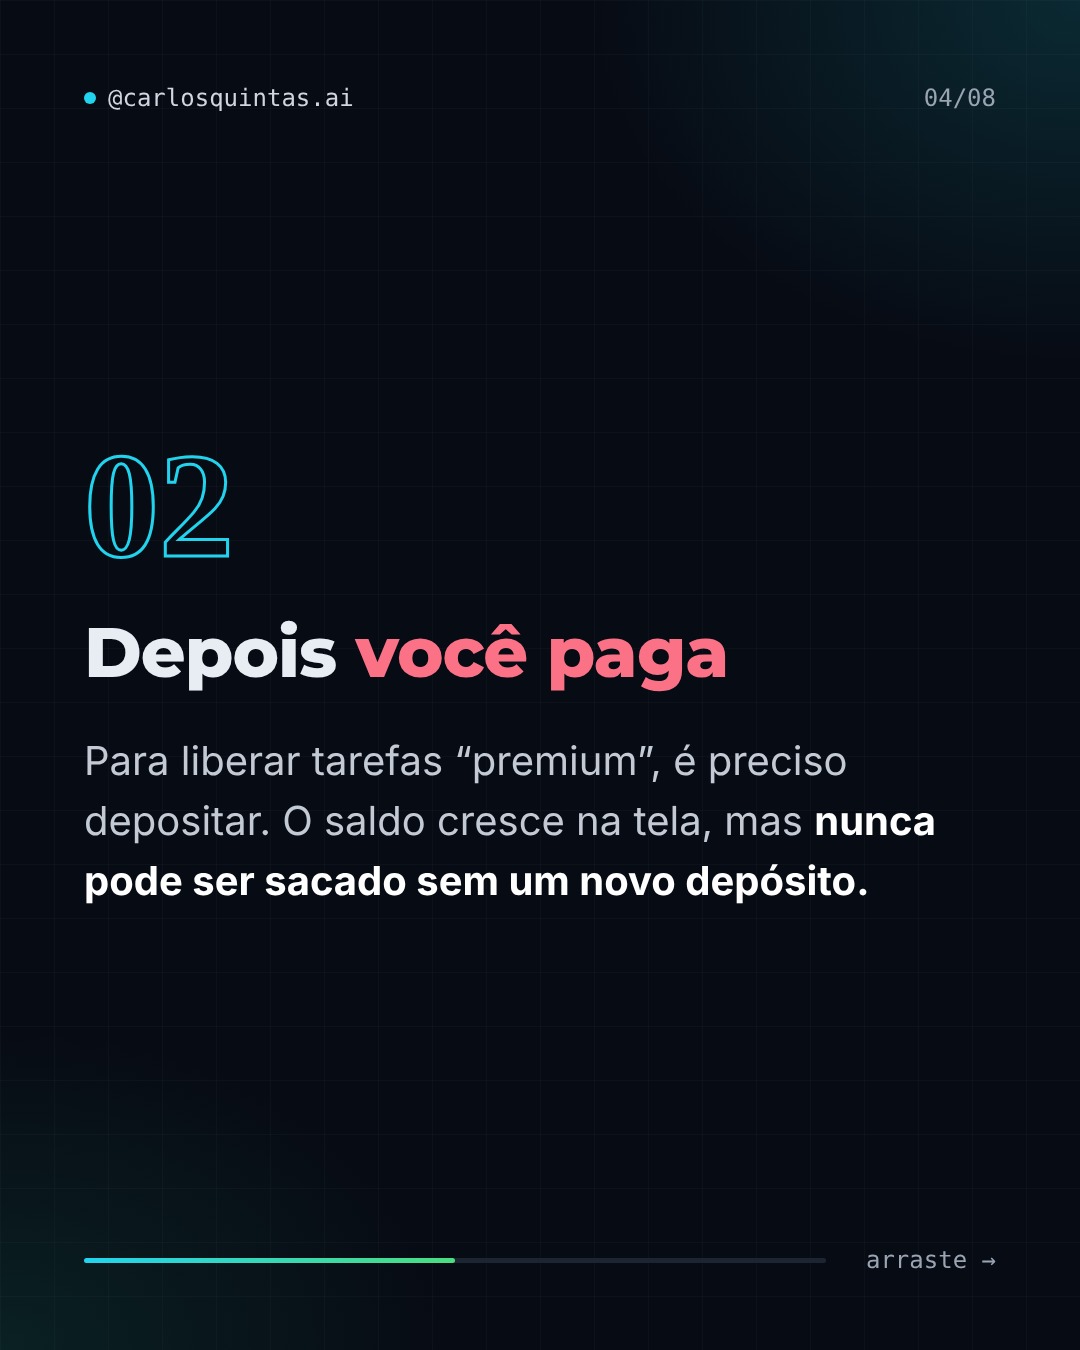 @carlosquintas.ai
04/08
02
Depois você paga
Para liberar tarefas “premium”, é preciso
depositar. O saldo cresce na tela, mas nunca
pode ser sacado sem um novo depósito.
arraste →